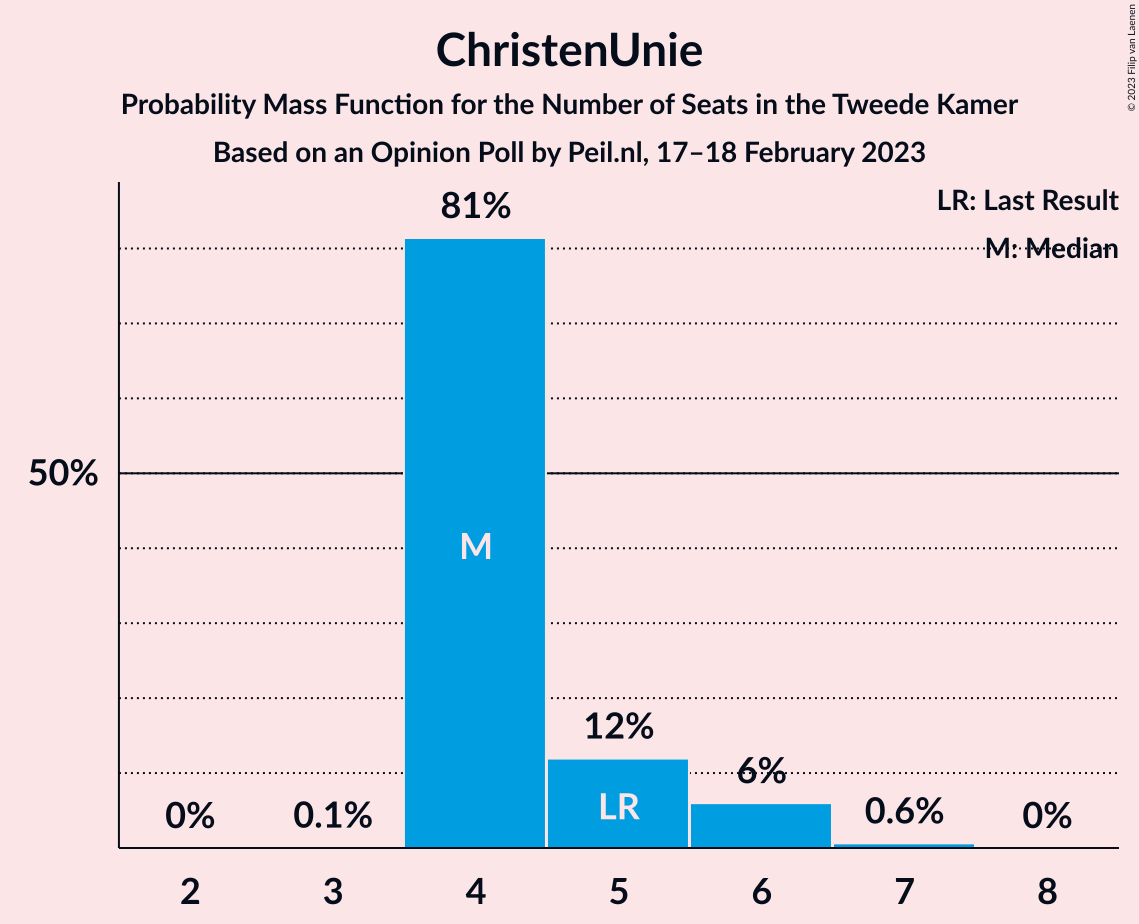 ChristenUnie
Probability Mass Function for the Number of Seats in the Tweede Kamer
Based on an Opinion Poll by Peil.nl, 17–18 February 2023
© 2023 Filip van Laenen
LR: Last Result
M: Median
81%
50%
M
12%
6%
LR
0%
0.1%
0.6%
0%
2 3 4 5 6 7 8